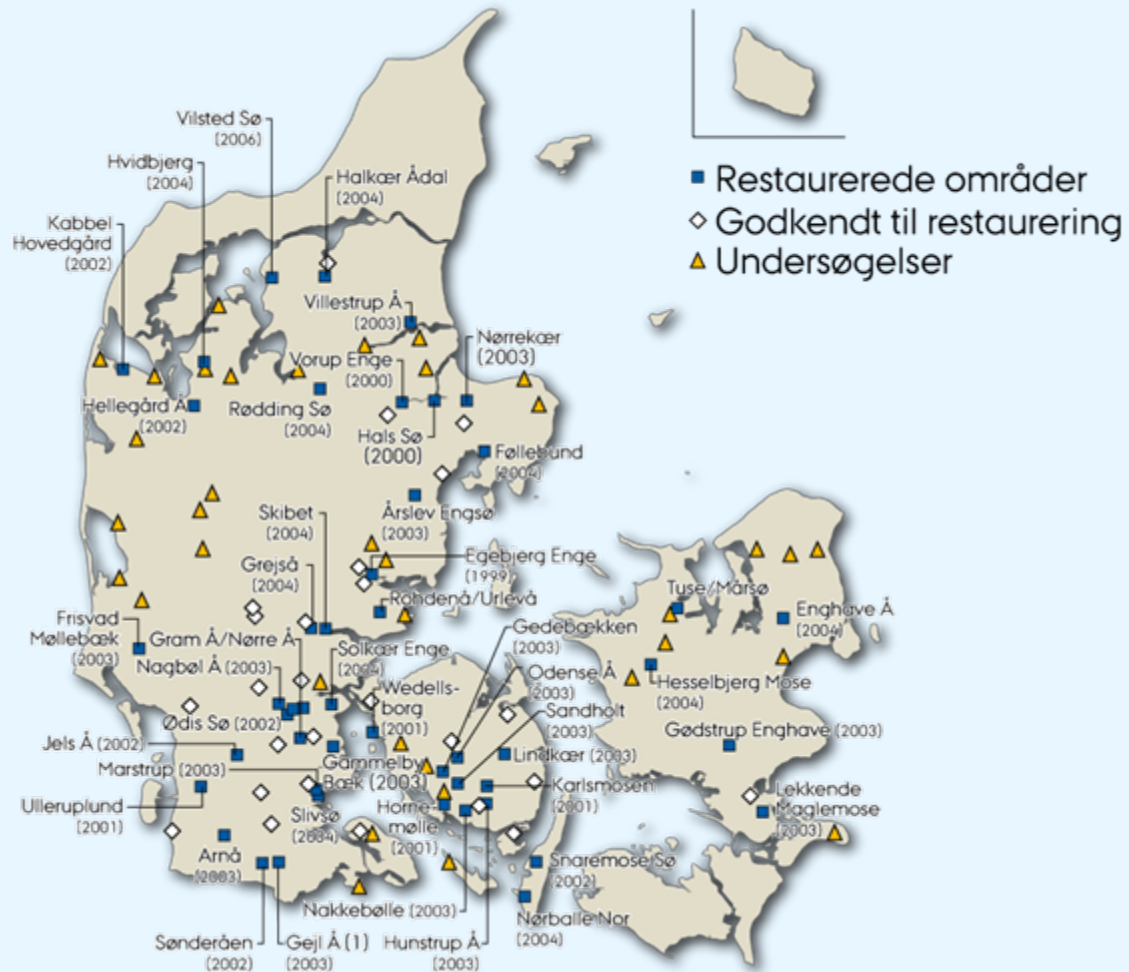 Vilsted Sø
(2006)
Hvidbjerg
(2004)
Halkær Ådal
(2004)
Kabbel
Hovedgård
(2002)
Restaurerede områder
Godkendt til restaurering
Undersøgelser
Villestrup Å
(2003)
Nørrekær
(2003)
Vorup Enge
(2000)
Hellegård Å
(2002)
Rødding Sø
(2004)
Hals Sø
(2000)
Føllebund
(2004)
Skibet
(2004)
Årslev Engsø
(2003)
Egebjerg Enge
(1999)
Grejså
(2004)
Rohdenå/Urlevå
Tuse/Mårsø
Enghave Å
(2004)
Frisvad
Møllebæk
(2003)
Gram Å/Nørre Å
Gedebækken
(2003)
Nagbøl Å (2003)
Solkær Enge
(2004)
Odense Å
(2003)
Wedells-
borg
(2001)
Hesselbjerg Mose
(2004)
Sandholt
(2003)
Ødis Sø (2002)
Gødstrup Enghave (2003)
Jels Å (2002)
Lindkær (2003)
Marstrup (2003)
Gammelby
Bæk (2003)
Karlsmosen
(2001)
Lekkende
Maglemose
(2003)
Ulleruplund
(2001)
Slivsø
(2004)
Horne-
mølle
(2001)
Arnå
(2003)
Snaremose Sø
(2002)
Nakkebølle (2003)
Nørballe Nor
(2004)
Sønderåen
(2002)
Gejl Å (1)
(2003)
Hunstrup Å
(2003)